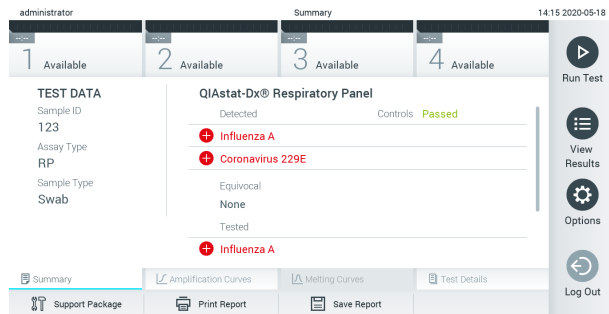 administrator Summary 14:15 2020-05-18
--:-- --:-- --:-- --:--
1 Available 2 Available 3 Available 4 Available
Run Test
TEST DATA
Sample ID
123
Assay Type
RP
Sample Type
Swab
QIAstat-Dx® Respiratory Panel
Detected Controls Passed
Influenza A
Coronavirus 229E
Equivocal
None
Tested
Influenza A
View
Results
Options
Log Out
Summary Amplification Curves Melting Curves Test Details
Support Package Print Report Save Report